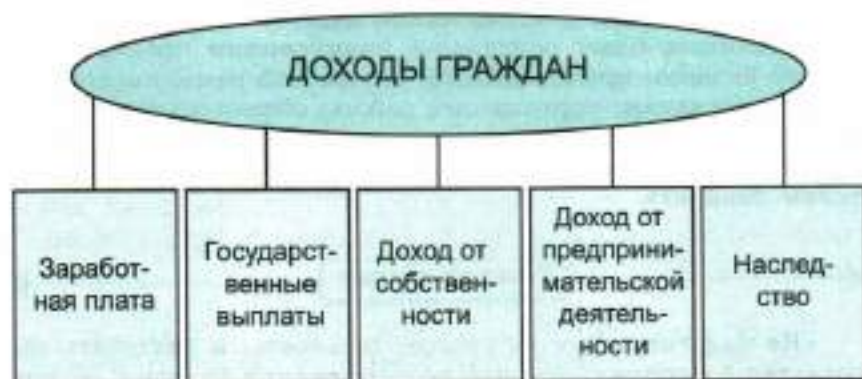 ДОХОДЫ ГРАЖДАН
Заработ-
ная плата
Государст-
венные
выплаты
Доход от
собствен-
ности
Доход от
предприни-
мательской
деятель-
ности
Наслед-
ство